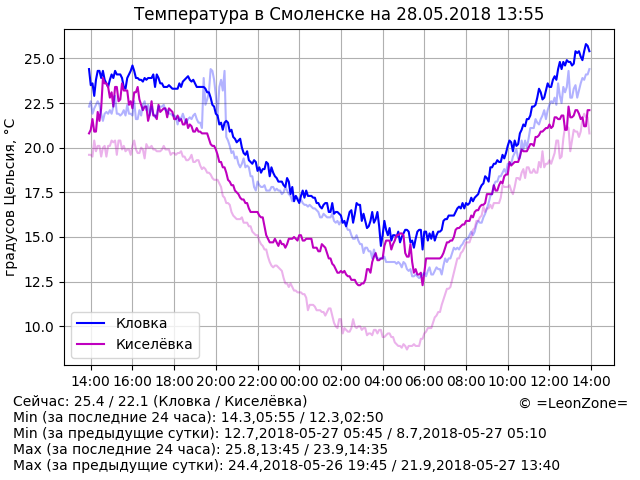 Температура в Смоленске на 28.05.2018 13:55
градусов Цельсия, °C
25.0
22.5
20.0
17.5
15.0
12.5
10.0
Кловка
Киселёвка
14:00 16:00 18:00 20:00 22:00 00:00 02:00 04:00 06:00 08:00 10:00 12:00 14:00
Сейчас: 25.4 / 22.1 (Кловка / Киселёвка)
© =LeonZone=
Min (за последние 24 часа): 14.3,05:55 / 12.3,02:50
Min (за предыдущие сутки): 12.7,2018-05-27 05:45 / 8.7,2018-05-27 05:10
Max (за последние 24 часа): 25.8,13:45 / 23.9,14:35
Max (за предыдущие сутки): 24.4,2018-05-26 19:45 / 21.9,2018-05-27 13:40